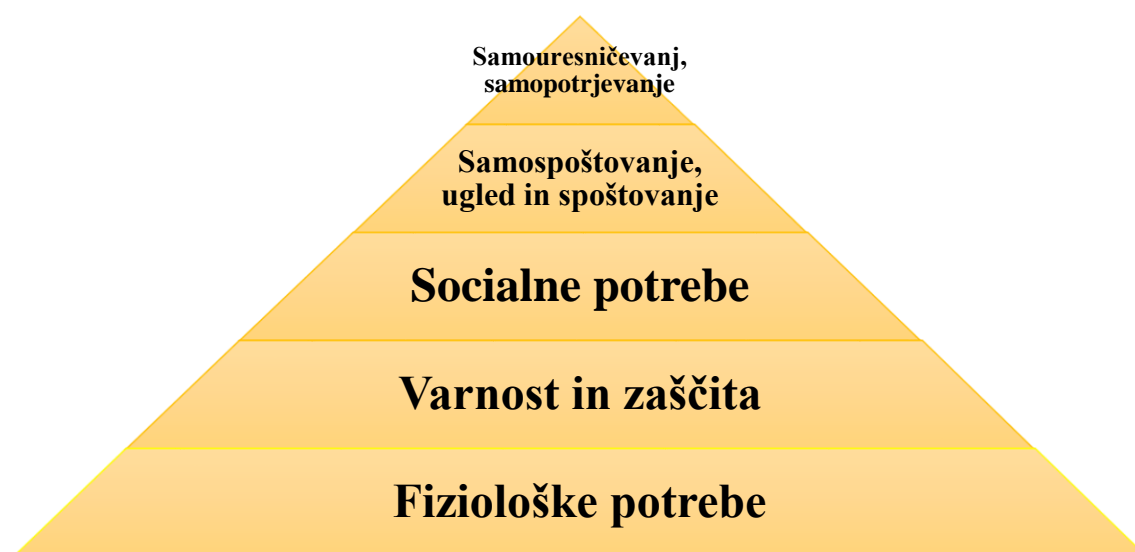 Samouresničevanj,
samopotrjevanje
Samospoštovanje,
ugled in spoštovanje
Socialne potrebe
Varnost in zaščita
Fiziološke potrebe